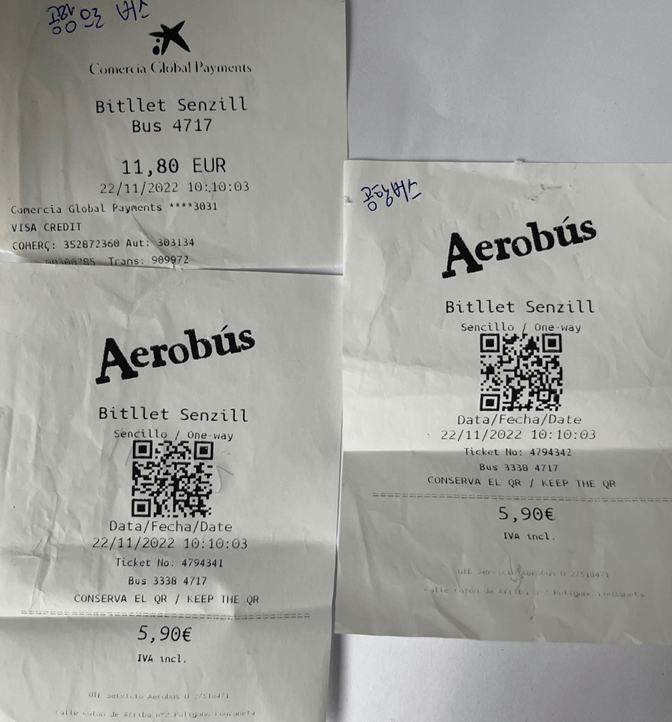 공항으로 버스
Comercia Global Payments
Bitllet Senzill
Bus 4717
11,80 EUR
22/11/2022 10:10:03
Comercia Global Payments ****3031
VISA CREDIT
COMERÇ: 352872360 Aut: 303134
Trans: 909972
Aerobús
Bitllet Senzill
Sencillo / One-way
Data/Fecha/Date
22/11/2022 10:10:03
Ticket No: 4794341
Bus 3338 4717
CONSERVA EL QR / KEEP THE QR
5,90€
IVA incl.
공항버스
Aerobús
Bitllet Senzill
Sencillo / One-way
Data/Fecha/Date
22/11/2022 10:10:03
Ticket No: 4794342
Bus 3338 4717
CONSERVA EL QR / KEEP THE QR
5,90€
IVA incl.